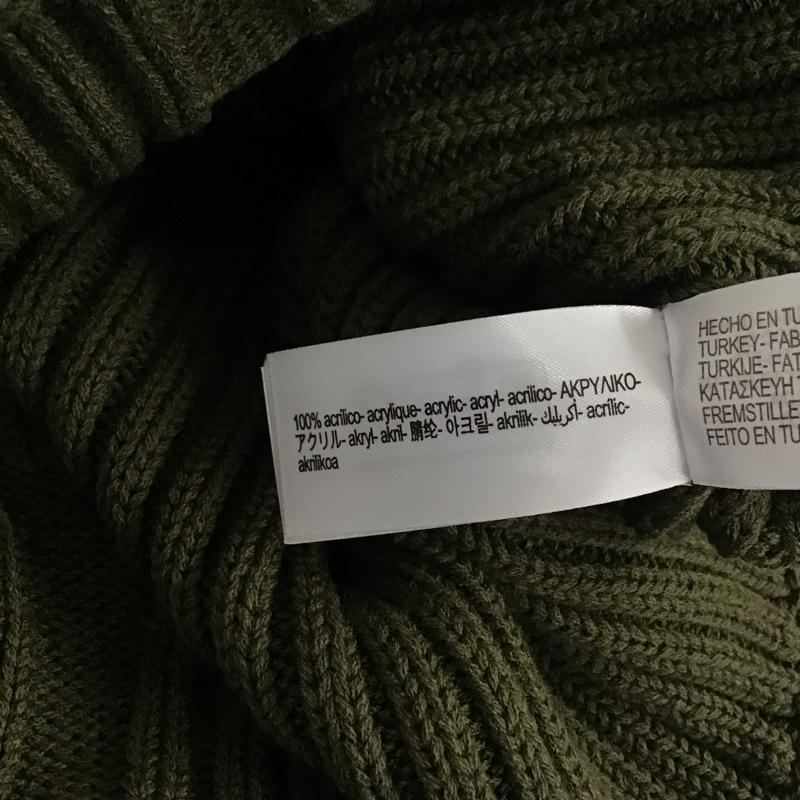 100% acrílico- acrylique- acrylic- acryl- acrilico- ΑΚΡΥΛΙΚΟ-
アクリル- akryl- akril- 腈纶- 아크릴- akrilik- أكريليك- acrílic-
akrilikoa
HECHO EN TU
TURKEY- FAB
TURKIJE- FAT
ΚΑΤΑΣΚΕΥΗ
FREMSTILLE
FEITO EN TU